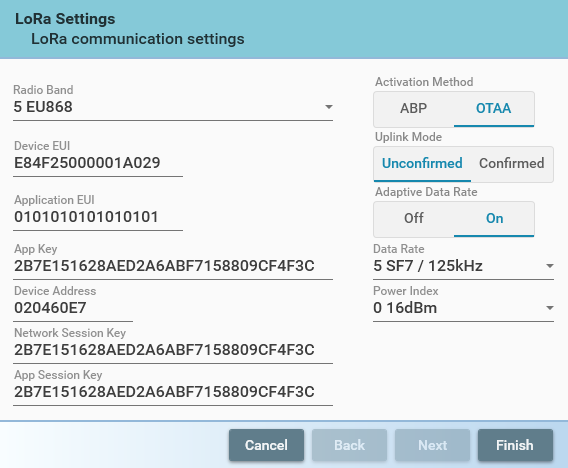 LoRa Settings
LoRa communication settings
Radio Band
5 EU868
Device EUI
E84F25000001A029
Application EUI
0101010101010101
App Key
2B7E151628AED2A6ABF7158809CF4F3C
Device Address
020460E7
Network Session Key
2B7E151628AED2A6ABF7158809CF4F3C
App Session Key
2B7E151628AED2A6ABF7158809CF4F3C
Activation Method
ABP OTAA
Uplink Mode
Unconfirmed Confirmed
Adaptive Data Rate
Off On
Data Rate
5 SF7 / 125kHz
Power Index
0 16dBm
Cancel Back Next Finish